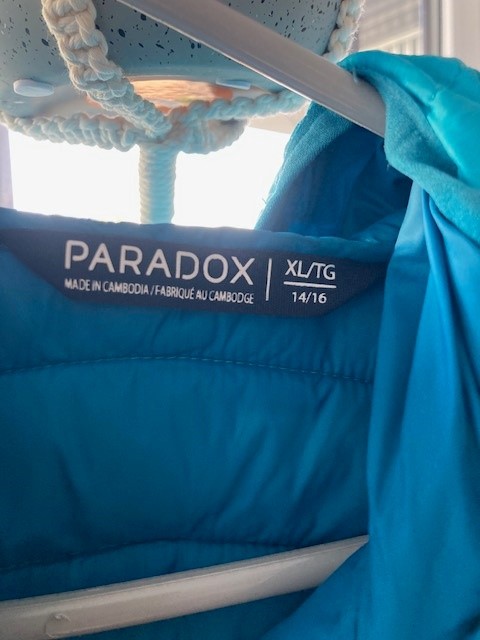 PARADOX
MADE IN CAMBODIA / FABRIQUÉ AU CAMBODGE
XL/TG
14/16